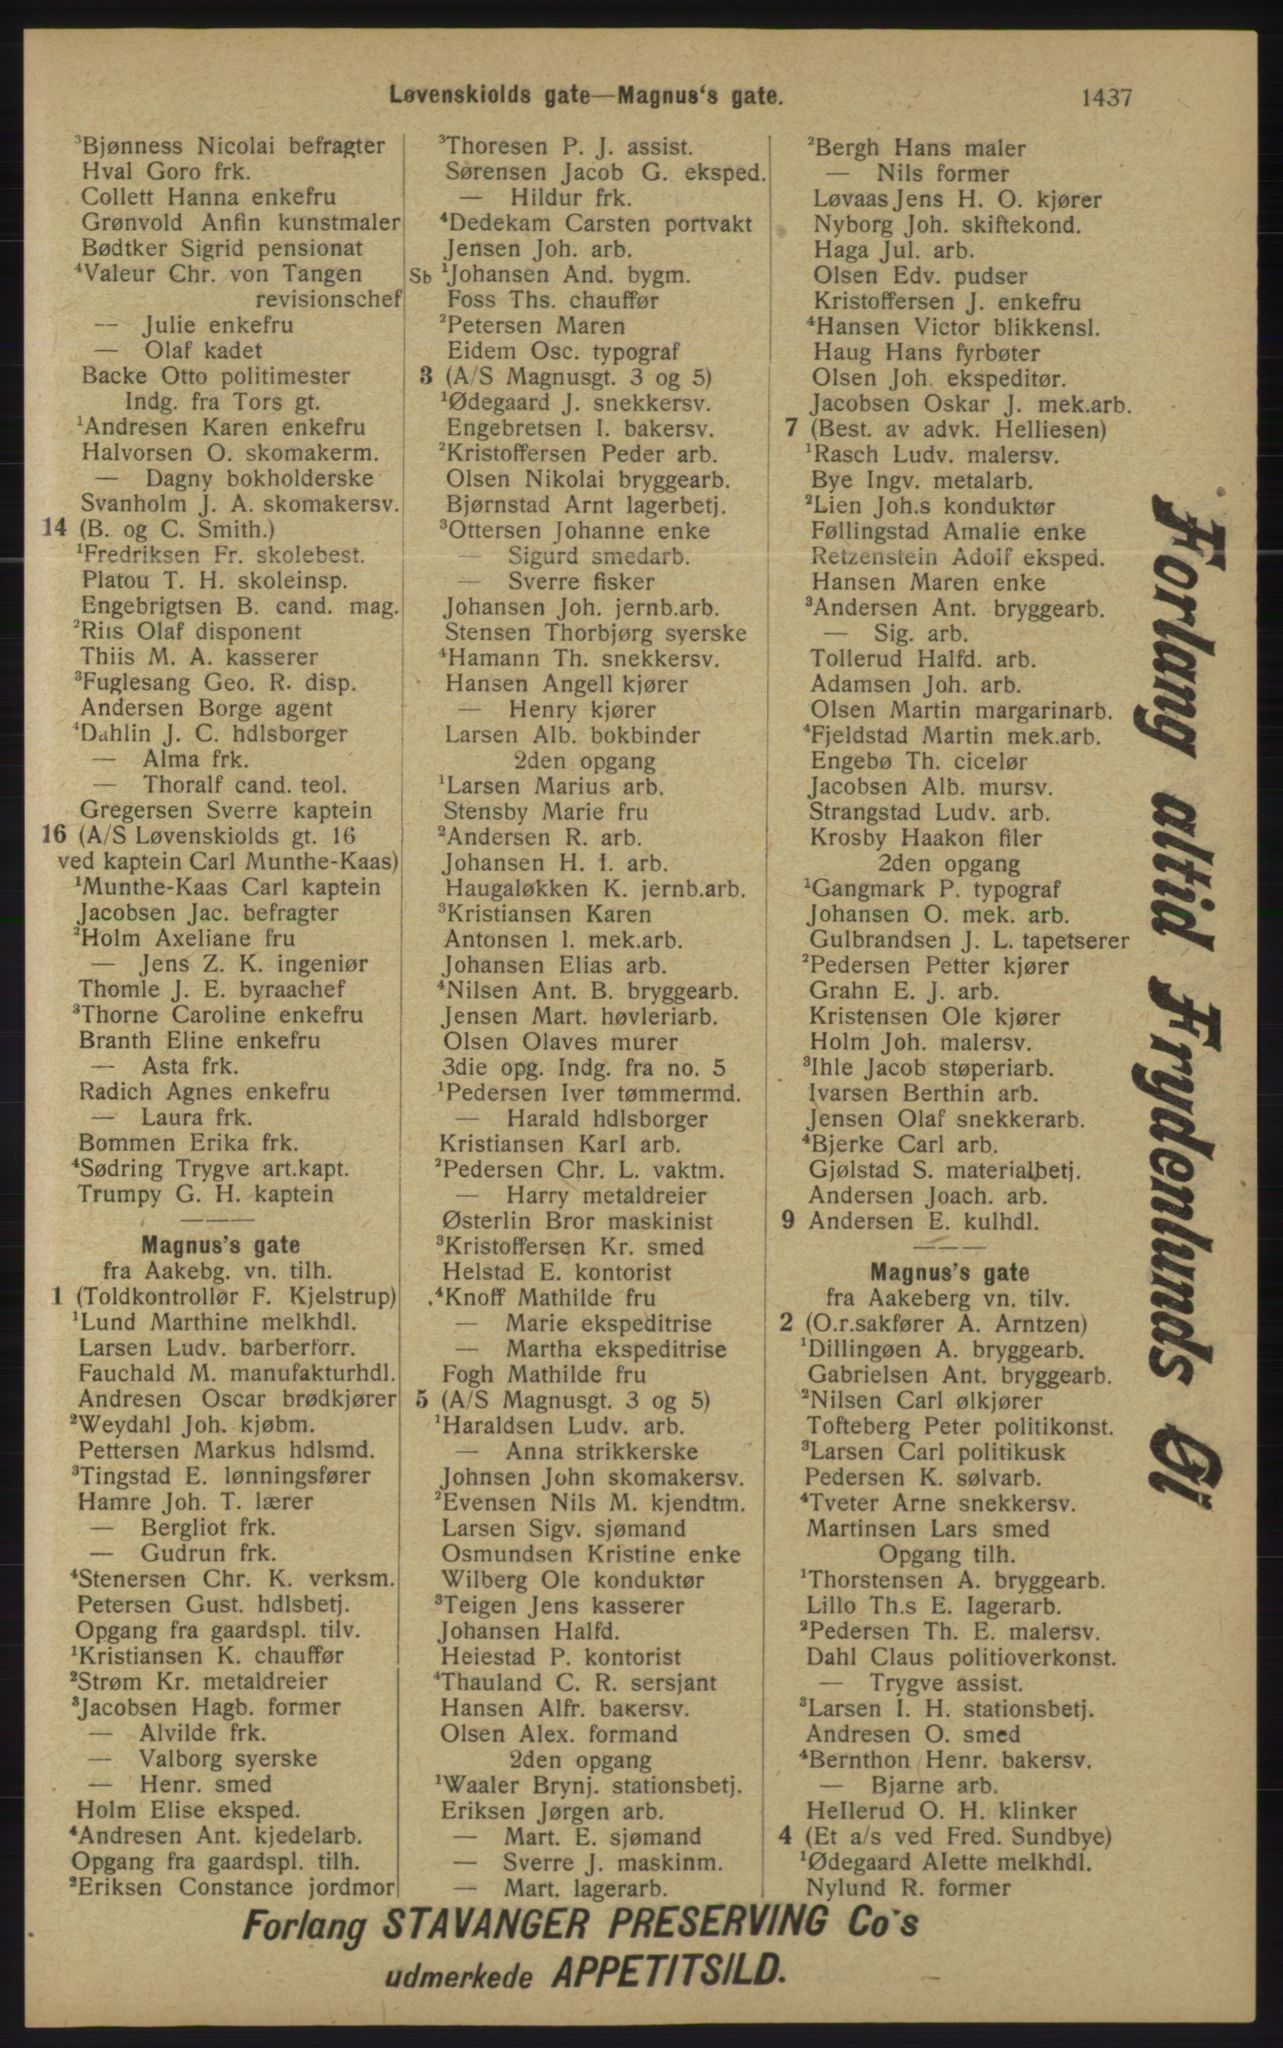 Løvenskiolds gate—Magnus's gate.
1437
³Bjønness Nicolai befragter
Hval Goro frk.
Collett Hanna enkefru
Grønvold Anfin kunstmaler
Bødtker Sigrid pensionat
⁴Valeur Chr. von Tangen
revisionschef
— Julie enkefru
— Olaf kadet
Backe Otto politimester
Indg. fra Tors gt.
¹Andresen Karen enkefru
Halvorsen O. skomakerm.
— Dagny bokholderske
Svanholm J. A. skomakersv.
14 (B. og C. Smith.)
¹Fredriksen Fr. skolebest.
Platou T. H. skoleinsp.
Engebrigtsen B. cand. mag.
²Riis Olaf disponent
Thiis M. A. kasserer
³Fuglesang Geo. R. disp.
Andersen Borge agent
⁴Dahlin J. C. hdlsborger
— Alma frk.
— Thoralf cand. teol.
Gregersen Sverre kaptein
16 (A/S Løvenskiolds gt. 16
ved kaptein Carl Munthe-Kaas)
¹Munthe-Kaas Carl kaptein
Jacobsen Jac. befragter
²Holm Axeliane fru
— Jens Z. K. ingeniør
Thomle J. E. byraachef
³Thorne Caroline enkefru
Branth Eline enkefru
— Asta frk.
Radich Agnes enkefru
— Laura frk.
Bommen Erika frk.
⁴Sødring Trygve art.kapt.
Trumpy G. H. kaptein
———
Magnus's gate
fra Aakebg. vn. tilh.
1 (Toldkontrollør F. Kjelstrup)
¹Lund Marthine melkhdl.
Larsen Ludv. barberforr.
Fauchald M. manufakturhdl.
Andresen Oscar brødkjører
²Weydahl Joh. kjøbm.
Pettersen Markus hdlsmd.
³Tingstad E. lønningsfører
Hamre Joh. T. lærer
— Bergliot frk.
— Gudrun frk.
⁴Stenersen Chr. K. verksm.
Petersen Gust. hdlsbetj.
Opgang fra gaardspl. tilv.
¹Kristiansen K. chauffør
²Strøm Kr. metaldreier
³Jacobsen Hagb. former
— Alvilde frk.
— Valborg syerske
— Henr. smed
Holm Elise eksped.
⁴Andresen Ant. kjedelarb.
Opgang fra gaardspl. tilh.
²Eriksen Constance jordmor
³Thoresen P. J. assist.
Sørensen Jacob G. eksped.
— Hildur frk.
⁴Dedekam Carsten portvakt
Jensen Joh. arb.
Sb ¹Johansen And. bygm.
Foss Ths. chauffør
²Petersen Maren
Eidem Osc. typograf
3 (A/S Magnusgt. 3 og 5)
¹Ødegaard J. snekkersv.
Engebretsen I. bakersv.
²Kristoffersen Peder arb.
Olsen Nikolai bryggearb.
Bjørnstad Arnt lagerbetj.
³Ottersen Johanne enke
— Sigurd smedarb.
— Sverre fisker
Johansen Joh. jernb.arb.
Stensen Thorbjørg syerske
⁴Hamann Th. snekkersv.
Hansen Angell kjører
— Henry kjører
Larsen Alb. bokbinder
2den opgang
¹Larsen Marius arb.
Stensby Marie fru
²Andersen R. arb.
Johansen H. I. arb.
Haugaløkken K. jernb.arb.
³Kristiansen Karen
Antonsen I. mek.arb.
Johansen Elias arb.
⁴Nilsen Ant. B. bryggearb.
Jensen Mart. høvleriarb.
Olsen Olaves murer
3die opg. Indg. fra no. 5
¹Pedersen Iver tømmermd.
— Harald hdlsborger
Kristiansen Karl arb.
²Pedersen Chr. L. vaktm.
— Harry metaldreier
Østerlin Bror maskinist
³Kristoffersen Kr. smed
Helstad E. kontorist
⁴Knoff Mathilde fru
— Marie ekspeditrise
— Martha ekspeditrise
Fogh Mathilde fru
5 (A/S Magnusgt. 3 og 5)
¹Haraldsen Ludv. arb.
— Anna strikkerske
Johnsen John skomakersv.
²Evensen Nils M. kjendtm.
Larsen Sigv. sjømand
Osmundsen Kristine enke
Wilberg Ole konduktør
³Teigen Jens kasserer
Johansen Halfd.
Heiestad P. kontorist
⁴Thauland C. R. sersjant
Hansen Alfr. bakersv.
Olsen Alex. formand
2den opgang
¹Waaler Brynj. stationsbetj.
Eriksen Jørgen arb.
— Mart. E. sjømand
— Sverre J. maskinm.
— Mart. lagerarb.
²Bergh Hans maler
— Nils former
Løvaas Jens H. O. kjører
Nyborg Joh. skiftekond.
Haga Jul. arb.
Olsen Edv. pudser
Kristoffersen J. enkefru
⁴Hansen Victor blikkensl.
Haug Hans fyrbøter
Olsen Joh. ekspeditør.
Jacobsen Oskar J. mek.arb.
7 (Best. av advk. Helliesen)
¹Rasch Ludv. malersv.
Bye Ingv. metalarb.
²Lien Joh.s konduktør
Føllingstad Amalie enke
Retzenstein Adolf eksped.
Hansen Maren enke
³Andersen Ant. bryggearb.
— Sig. arb.
Tollerud Halfd. arb.
Adamsen Joh. arb.
Olsen Martin margarinarb.
⁴Fjeldstad Martin mek.arb.
Engebø Th. cicelør
Jacobsen Alb. mursv.
Strangstad Ludv. arb.
Krosby Haakon filer
2den opgang
¹Gangmark P. typograf
Johansen O. mek. arb.
Gulbrandsen J. L. tapetserer
²Pedersen Petter kjører
Grahn E. J. arb.
Kristensen Ole kjører
Holm Joh. malersv.
³Ihle Jacob støperiarb.
Ivarsen Berthin arb.
Jensen Olaf snekkerarb.
⁴Bjerke Carl arb.
Gjølstad S. materialbetj.
Andersen Joach. arb.
9 Andersen E. kulhdl.
———
Magnus's gate
fra Aakeberg vn. tilv.
2 (O.r.sakfører A. Arntzen)
¹Dillingøen A. bryggearb.
Gabrielsen Ant. bryggearb.
²Nilsen Carl ølkjører
Tofteberg Peter politikonst.
³Larsen Carl politikusk
Pedersen K. sølvarb.
⁴Tveter Arne snekkersv.
Martinsen Lars smed
Opgang tilh.
¹Thorstensen A. bryggearb.
Lillo Th.s E. lagerarb.
²Pedersen Th. E. malersv.
Dahl Claus politioverkonst.
— Trygve assist.
³Larsen I. H. stationsbetj.
Andresen O. smed
⁴Bernthon Henr. bakersv.
— Bjarne arb.
Hellerud O. H. klinker
4 (Et a/s ved Fred. Sundbye)
¹Ødegaard Alette melkhdl.
Nylund R. former
Forlang altid Frydenlunds Øl
Forlang STAVANGER PRESERVING Co's
udmerkede APPETITSILD.